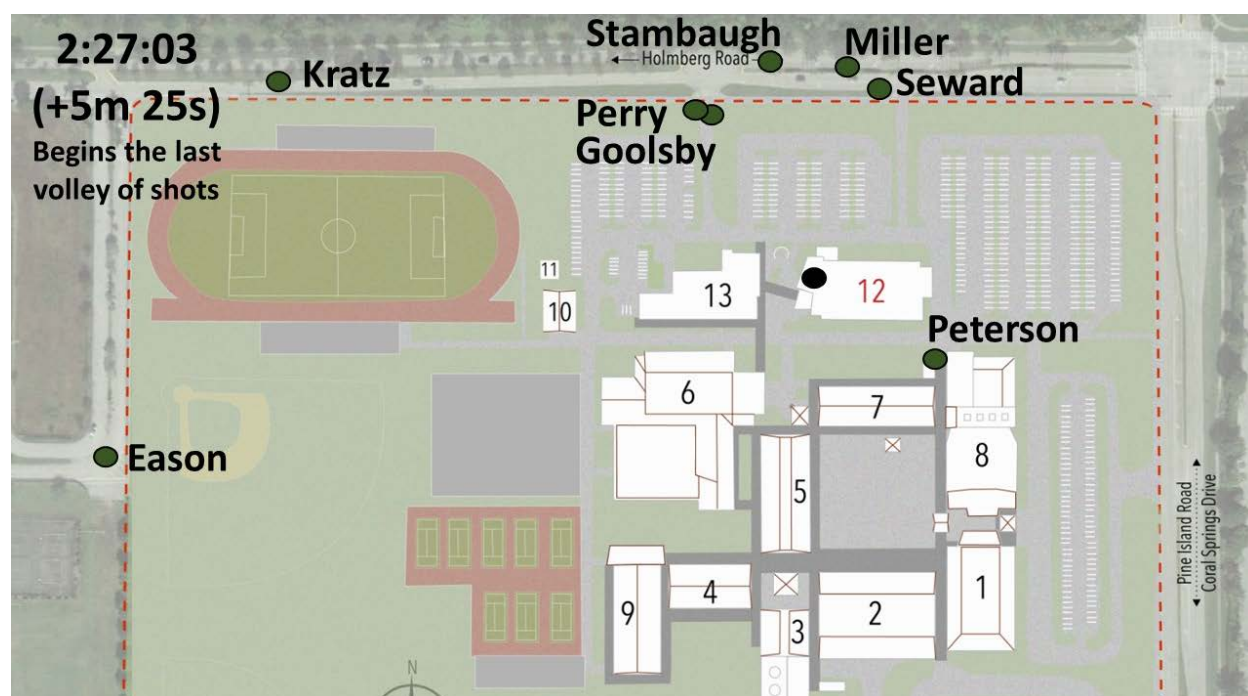 2:27:03
(+5m 25s)
Begins the last
volley of shots
Kratz
Stambaugh
Holmberg Road
Miller
Seward
Perry
Goolsby
11
10
13
12
Peterson
6
7
8
5
Eason
Pine Island Road
Coral Springs Drive
9
4
3
2
1
N